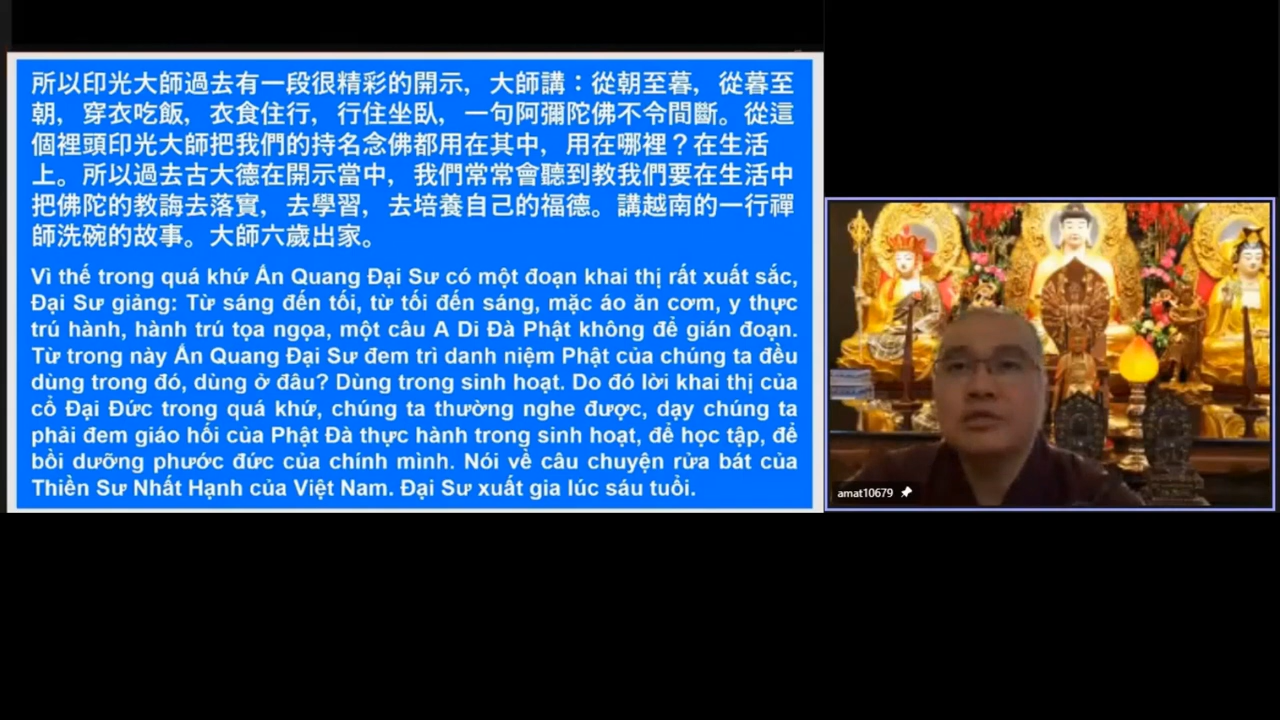 所以印光大師過去有一段很精彩的開示，大師講：從朝至暮，從暮至
朝，穿衣吃飯，衣食住行，行住坐臥，一句阿彌陀佛不令間斷。從這
個裡頭印光大師把我們的持名念佛都用在其中，用在哪裡？在生活
上。所以過去古大德在開示當中，我們常常會聽到教我們要在生活中
把佛陀的教誨去落實，去學習，去培養自己的福德。講越南的一行禪
師洗碗的故事。大師六歲出家。
Vì thế trong quá khứ Ấn Quang Đại Sư có một đoạn khai thị rất xuất sắc,
Đại Sư giảng: Từ sáng đến tối, từ tối đến sáng, mặc áo ăn cơm, y thực
trú hành, hành trú tọa ngọa, một câu A Di Đà Phật không để gián đoạn.
Từ trong này Ấn Quang Đại Sư đem trì danh niệm Phật của chúng ta đều
dùng trong đó, dùng ở đâu? Dùng trong sinh hoạt. Do đó lời khai thị của
cổ Đại Đức trong quá khứ, chúng ta thường nghe được, dạy chúng ta
phải đem giáo hối của Phật Đà thực hành trong sinh hoạt, để học tập, để
bồi dưỡng phước đức của chính mình. Nói về câu chuyện rửa bát của
Thiền Sư Nhất Hạnh của Việt Nam. Đại Sư xuất gia lúc sáu tuổi.
amat10679